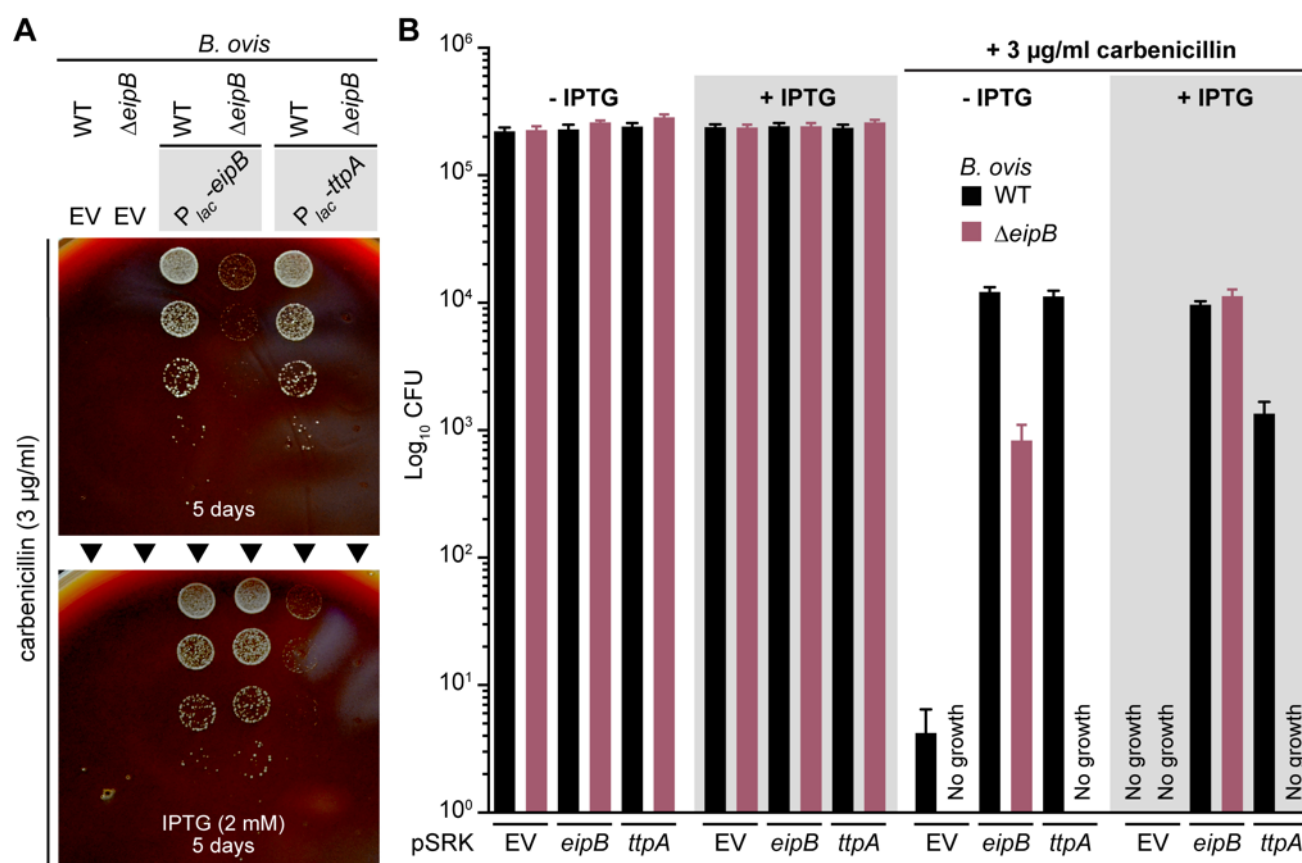 A
B. ovis
WT
ΔeipB
WT
ΔeipB
WT
ΔeipB
EV
EV
P lac -eipB
P lac -ttpA
carbenicillin (3 µg/ml)
5 days
IPTG (2 mM)
5 days
B
+ 3 µg/ml carbenicillin
- IPTG
+ IPTG
- IPTG
+ IPTG
B. ovis
WT
ΔeipB
Log10 CFU
10^6
10^5
10^4
10^3
10^2
10^1
10^0
No growth
No growth
No growth
No growth
pSRK EV eipB ttpA EV eipB ttpA EV eipB ttpA EV eipB ttpA